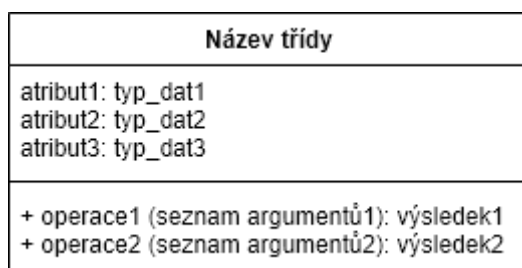 Název třídy
atribut1: typ_dat1
atribut2: typ_dat2
atribut3: typ_dat3
+ operace1 (seznam argumentů1): výsledek1
+ operace2 (seznam argumentů2): výsledek2